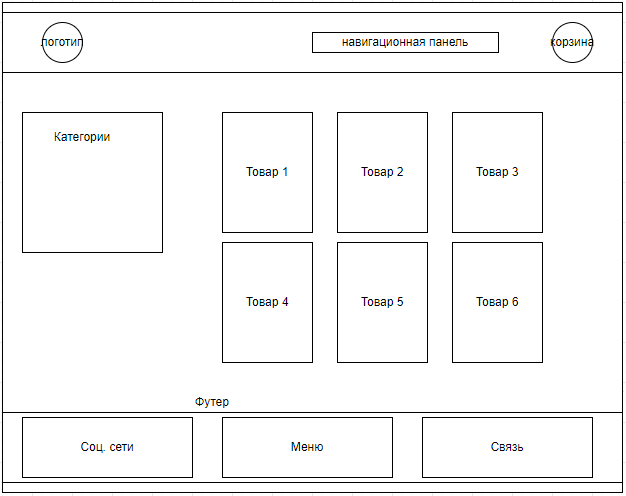 логотип
навигационная панель
корзина
Категории
Товар 1
Товар 2
Товар 3
Товар 4
Товар 5
Товар 6
Футер
Соц. сети
Меню
Связь